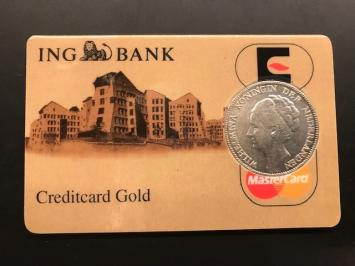 ING BANK
WILHELMINA KONINGIN DER NEDERLANDEN
MasterCard
Creditcard Gold